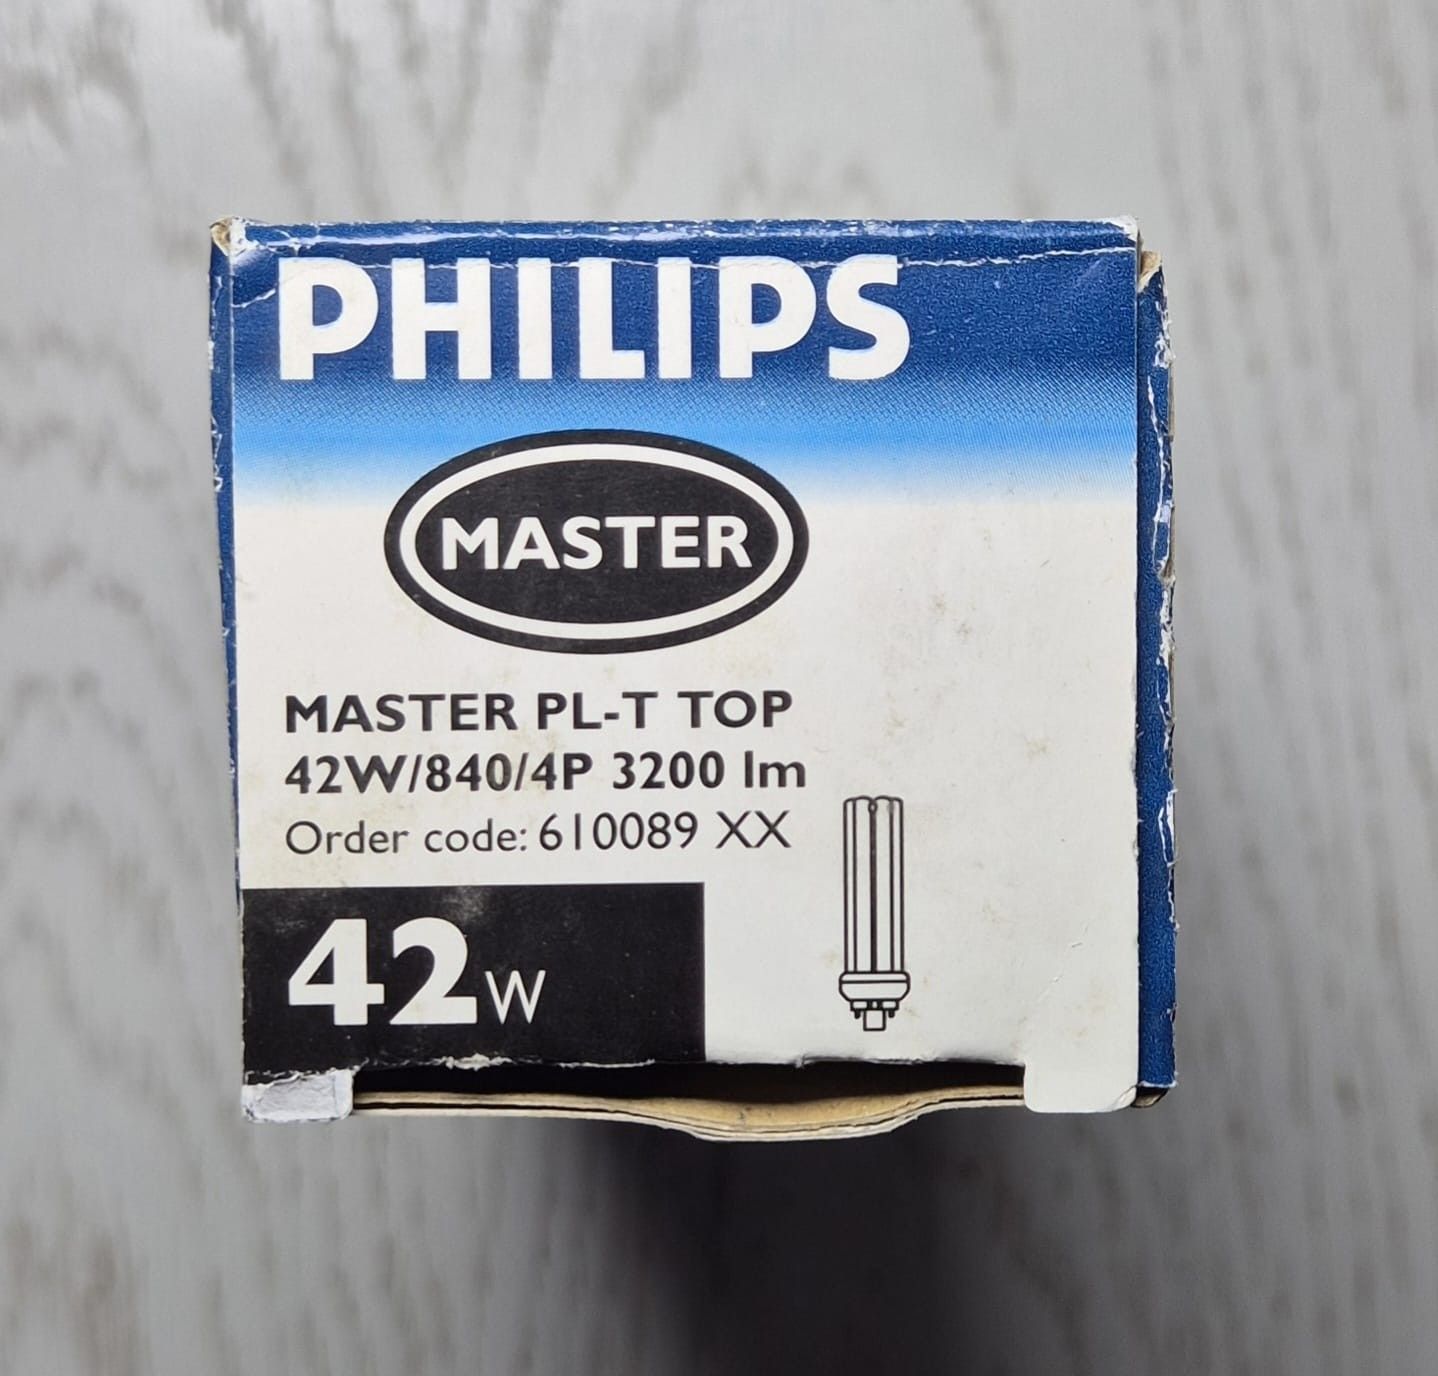 PHILIPS
MASTER
MASTER PL-T TOP
42W/840/4P 3200 lm
Order code: 610089 XX
42W